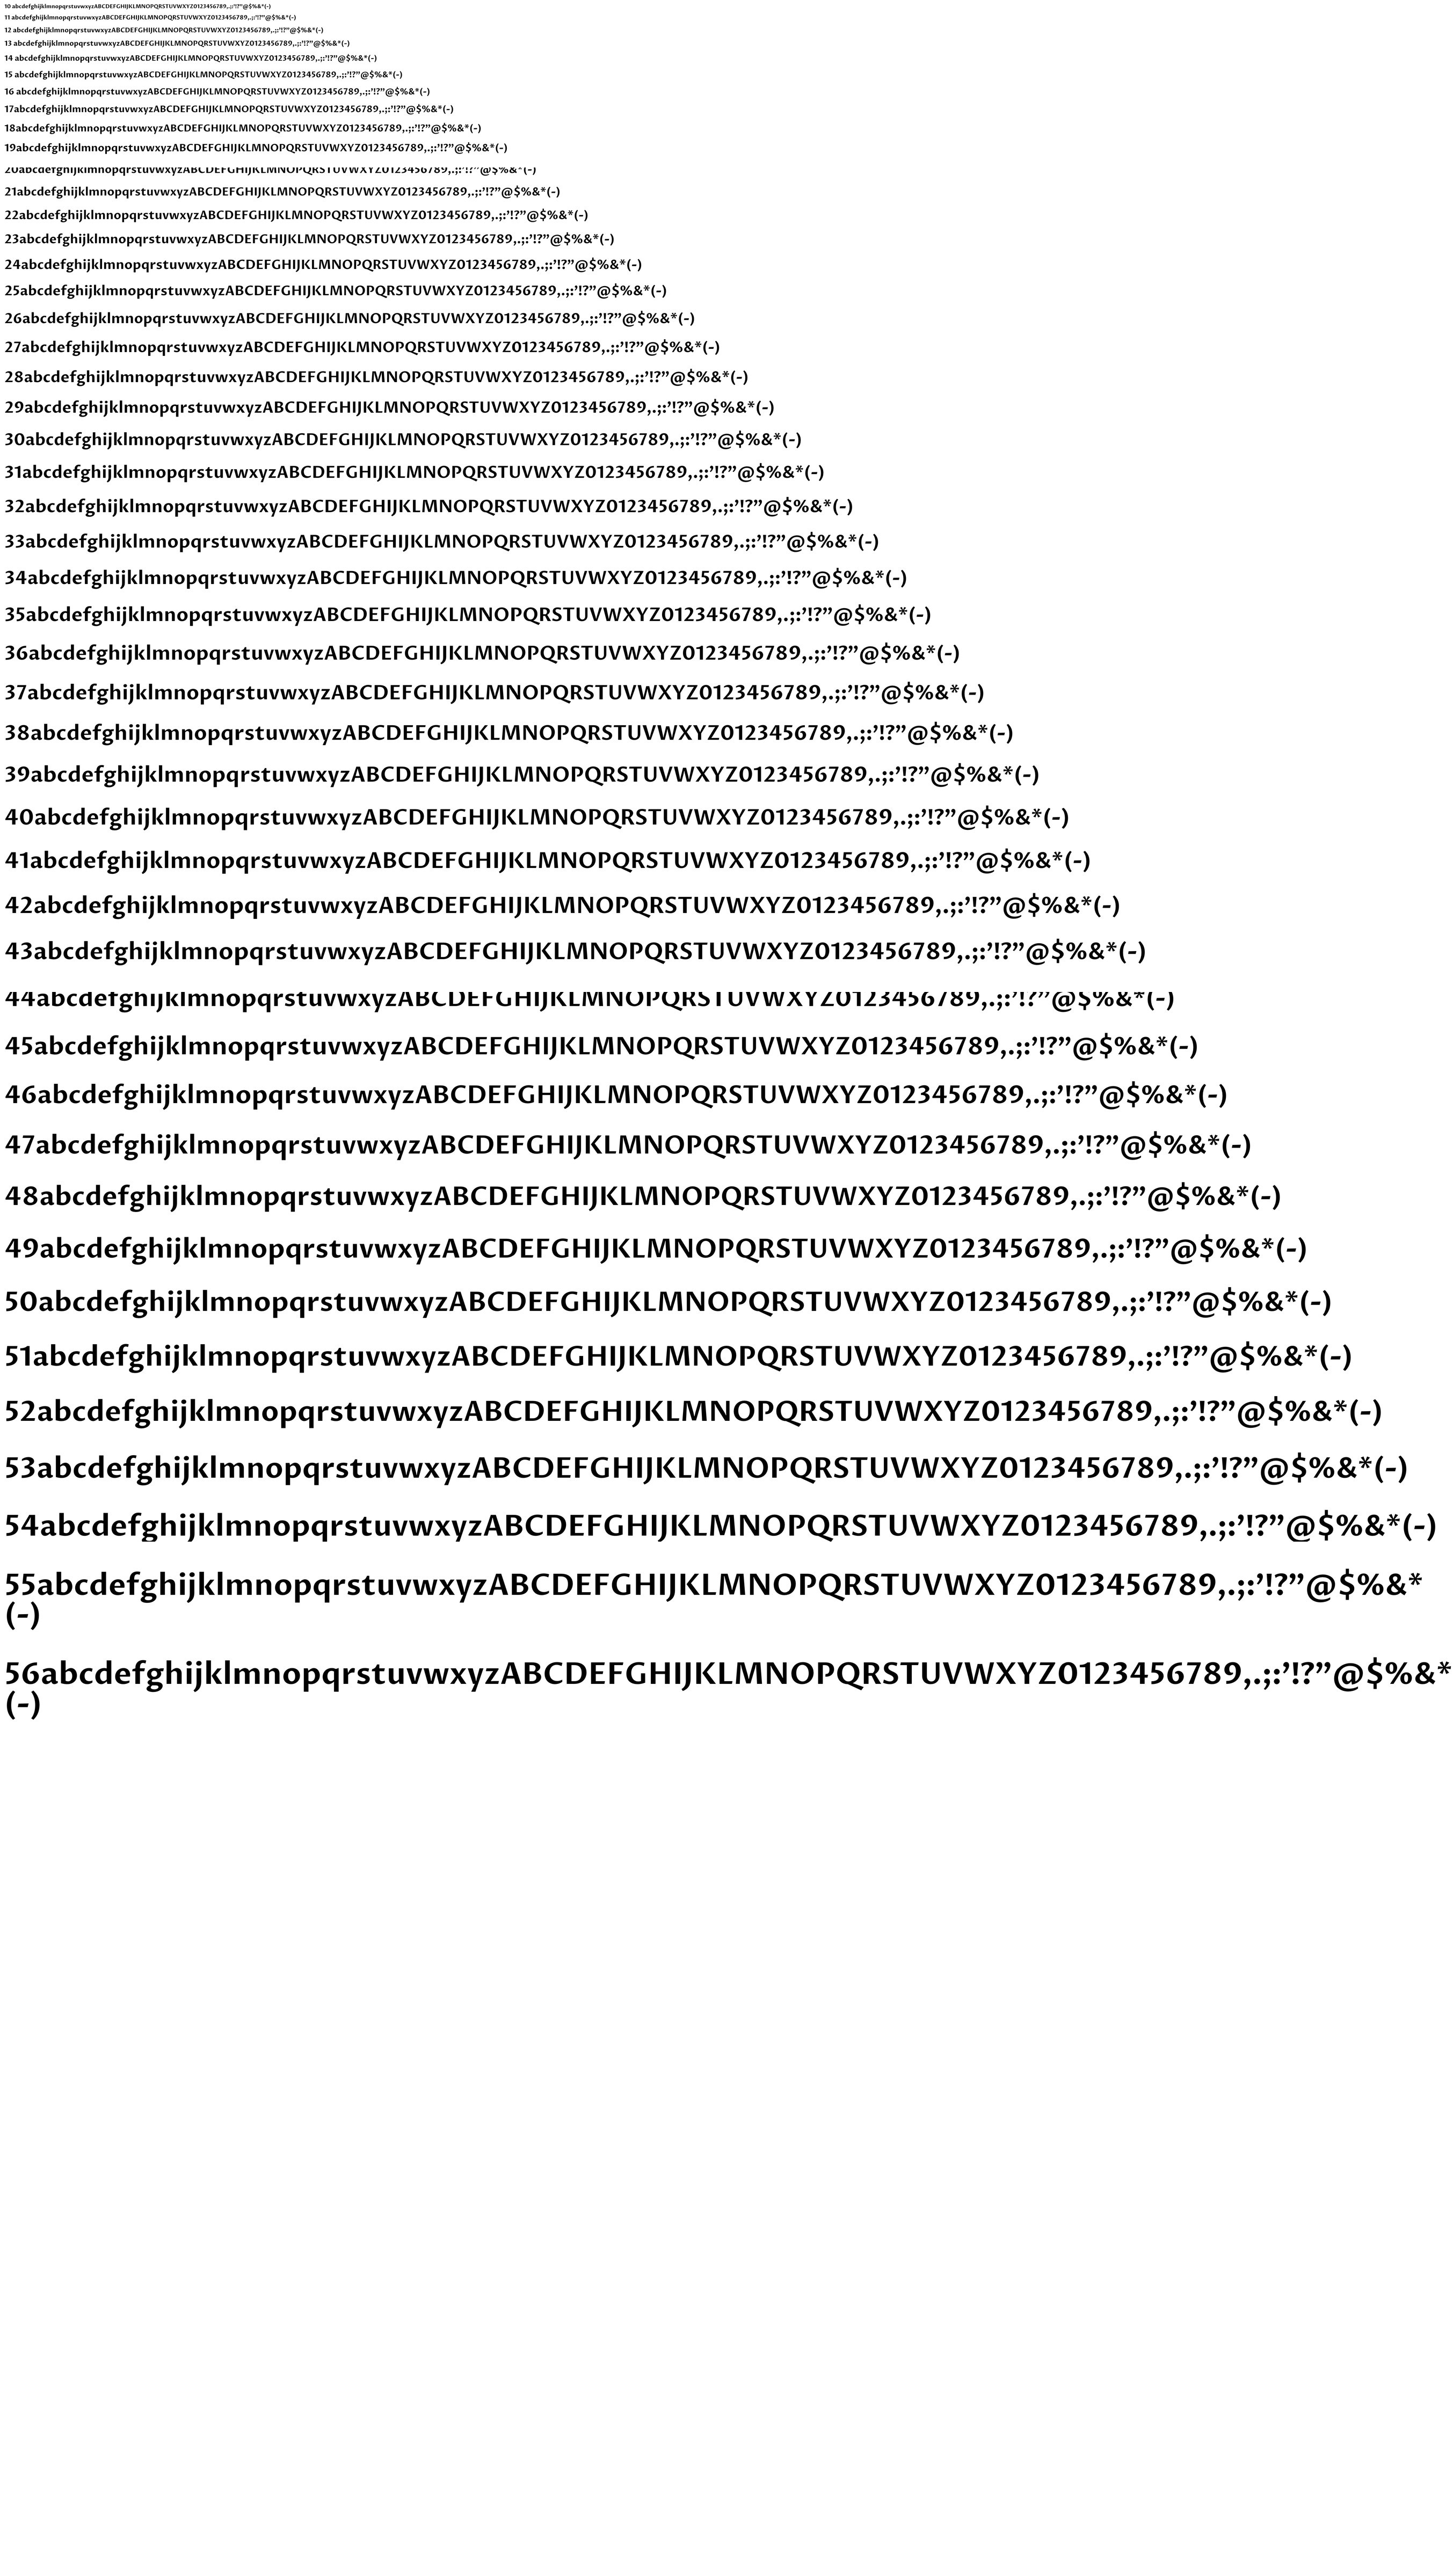 10 abcdefghijklmnopqrstuvwxyzABCDEFGHIJKLMNOPQRSTUVWXYZ0123456789,.;:’!?”@$%&*(-)
11 abcdefghijklmnopqrstuvwxyzABCDEFGHIJKLMNOPQRSTUVWXYZ0123456789,.;:’!?”@$%&*(-)
12 abcdefghijklmnopqrstuvwxyzABCDEFGHIJKLMNOPQRSTUVWXYZ0123456789,.;:’!?”@$%&*(-)
13 abcdefghijklmnopqrstuvwxyzABCDEFGHIJKLMNOPQRSTUVWXYZ0123456789,.;:’!?”@$%&*(-)
14 abcdefghijklmnopqrstuvwxyzABCDEFGHIJKLMNOPQRSTUVWXYZ0123456789,.;:’!?”@$%&*(-)
15 abcdefghijklmnopqrstuvwxyzABCDEFGHIJKLMNOPQRSTUVWXYZ0123456789,.;:’!?”@$%&*(-)
16 abcdefghijklmnopqrstuvwxyzABCDEFGHIJKLMNOPQRSTUVWXYZ0123456789,.;:’!?”@$%&*(-)
17abcdefghijklmnopqrstuvwxyzABCDEFGHIJKLMNOPQRSTUVWXYZ0123456789,.;:’!?”@$%&*(-)
18abcdefghijklmnopqrstuvwxyzABCDEFGHIJKLMNOPQRSTUVWXYZ0123456789,.;:’!?”@$%&*(-)
19abcdefghijklmnopqrstuvwxyzABCDEFGHIJKLMNOPQRSTUVWXYZ0123456789,.;:’!?”@$%&*(-)
20abcdefghijklmnopqrstuvwxyzABCDEFGHIJKLMNOPQRSTUVWXYZ0123456789,.;:’!?”@$%&*(-)
21abcdefghijklmnopqrstuvwxyzABCDEFGHIJKLMNOPQRSTUVWXYZ0123456789,.;:’!?”@$%&*(-)
22abcdefghijklmnopqrstuvwxyzABCDEFGHIJKLMNOPQRSTUVWXYZ0123456789,.;:’!?”@$%&*(-)
23abcdefghijklmnopqrstuvwxyzABCDEFGHIJKLMNOPQRSTUVWXYZ0123456789,.;:’!?”@$%&*(-)
24abcdefghijklmnopqrstuvwxyzABCDEFGHIJKLMNOPQRSTUVWXYZ0123456789,.;:’!?”@$%&*(-)
25abcdefghijklmnopqrstuvwxyzABCDEFGHIJKLMNOPQRSTUVWXYZ0123456789,.;:’!?”@$%&*(-)
26abcdefghijklmnopqrstuvwxyzABCDEFGHIJKLMNOPQRSTUVWXYZ0123456789,.;:’!?”@$%&*(-)
27abcdefghijklmnopqrstuvwxyzABCDEFGHIJKLMNOPQRSTUVWXYZ0123456789,.;:’!?”@$%&*(-)
28abcdefghijklmnopqrstuvwxyzABCDEFGHIJKLMNOPQRSTUVWXYZ0123456789,.;:’!?”@$%&*(-)
29abcdefghijklmnopqrstuvwxyzABCDEFGHIJKLMNOPQRSTUVWXYZ0123456789,.;:’!?”@$%&*(-)
30abcdefghijklmnopqrstuvwxyzABCDEFGHIJKLMNOPQRSTUVWXYZ0123456789,.;:’!?”@$%&*(-)
31abcdefghijklmnopqrstuvwxyzABCDEFGHIJKLMNOPQRSTUVWXYZ0123456789,.;:’!?”@$%&*(-)
32abcdefghijklmnopqrstuvwxyzABCDEFGHIJKLMNOPQRSTUVWXYZ0123456789,.;:’!?”@$%&*(-)
33abcdefghijklmnopqrstuvwxyzABCDEFGHIJKLMNOPQRSTUVWXYZ0123456789,.;:’!?”@$%&*(-)
34abcdefghijklmnopqrstuvwxyzABCDEFGHIJKLMNOPQRSTUVWXYZ0123456789,.;:’!?”@$%&*(-)
35abcdefghijklmnopqrstuvwxyzABCDEFGHIJKLMNOPQRSTUVWXYZ0123456789,.;:’!?”@$%&*(-)
36abcdefghijklmnopqrstuvwxyzABCDEFGHIJKLMNOPQRSTUVWXYZ0123456789,.;:’!?”@$%&*(-)
37abcdefghijklmnopqrstuvwxyzABCDEFGHIJKLMNOPQRSTUVWXYZ0123456789,.;:’!?”@$%&*(-)
38abcdefghijklmnopqrstuvwxyzABCDEFGHIJKLMNOPQRSTUVWXYZ0123456789,.;:’!?”@$%&*(-)
39abcdefghijklmnopqrstuvwxyzABCDEFGHIJKLMNOPQRSTUVWXYZ0123456789,.;:’!?”@$%&*(-)
40abcdefghijklmnopqrstuvwxyzABCDEFGHIJKLMNOPQRSTUVWXYZ0123456789,.;:’!?”@$%&*(-)
41abcdefghijklmnopqrstuvwxyzABCDEFGHIJKLMNOPQRSTUVWXYZ0123456789,.;:’!?”@$%&*(-)
42abcdefghijklmnopqrstuvwxyzABCDEFGHIJKLMNOPQRSTUVWXYZ0123456789,.;:’!?”@$%&*(-)
43abcdefghijklmnopqrstuvwxyzABCDEFGHIJKLMNOPQRSTUVWXYZ0123456789,.;:’!?”@$%&*(-)
44abcdefghijklmnopqrstuvwxyzABCDEFGHIJKLMNOPQRSTUVWXYZ0123456789,.;:’!?”@$%&*(-)
45abcdefghijklmnopqrstuvwxyzABCDEFGHIJKLMNOPQRSTUVWXYZ0123456789,.;:’!?”@$%&*(-)
46abcdefghijklmnopqrstuvwxyzABCDEFGHIJKLMNOPQRSTUVWXYZ0123456789,.;:’!?”@$%&*(-)
47abcdefghijklmnopqrstuvwxyzABCDEFGHIJKLMNOPQRSTUVWXYZ0123456789,.;:’!?”@$%&*(-)
48abcdefghijklmnopqrstuvwxyzABCDEFGHIJKLMNOPQRSTUVWXYZ0123456789,.;:’!?”@$%&*(-)
49abcdefghijklmnopqrstuvwxyzABCDEFGHIJKLMNOPQRSTUVWXYZ0123456789,.;:’!?”@$%&*(-)
50abcdefghijklmnopqrstuvwxyzABCDEFGHIJKLMNOPQRSTUVWXYZ0123456789,.;:’!?”@$%&*(-)
51abcdefghijklmnopqrstuvwxyzABCDEFGHIJKLMNOPQRSTUVWXYZ0123456789,.;:’!?”@$%&*(-)
52abcdefghijklmnopqrstuvwxyzABCDEFGHIJKLMNOPQRSTUVWXYZ0123456789,.;:’!?”@$%&*(-)
53abcdefghijklmnopqrstuvwxyzABCDEFGHIJKLMNOPQRSTUVWXYZ0123456789,.;:’!?”@$%&*(-)
54abcdefghijklmnopqrstuvwxyzABCDEFGHIJKLMNOPQRSTUVWXYZ0123456789,.;:’!?”@$%&*(-)
55abcdefghijklmnopqrstuvwxyzABCDEFGHIJKLMNOPQRSTUVWXYZ0123456789,.;:’!?”@$%&*
(-)
56abcdefghijklmnopqrstuvwxyzABCDEFGHIJKLMNOPQRSTUVWXYZ0123456789,.;:’!?”@$%&*
(-)